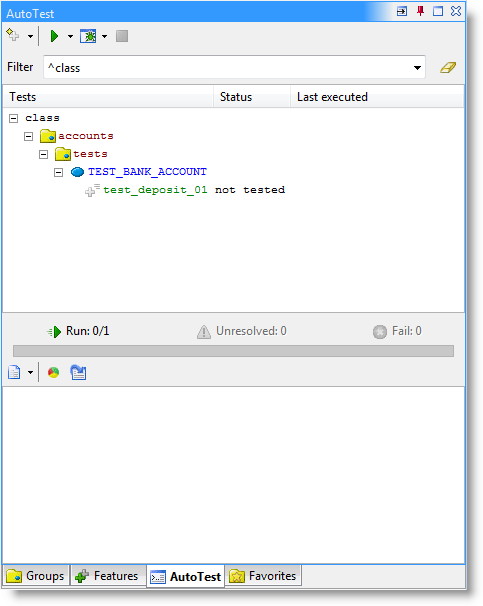 AutoTest
Filter ^class
Tests Status Last executed
class
accounts
tests
TEST_BANK_ACCOUNT
test_deposit_01 not tested
Run: 0/1 Unresolved: 0 Fail: 0
Groups Features AutoTest Favorites